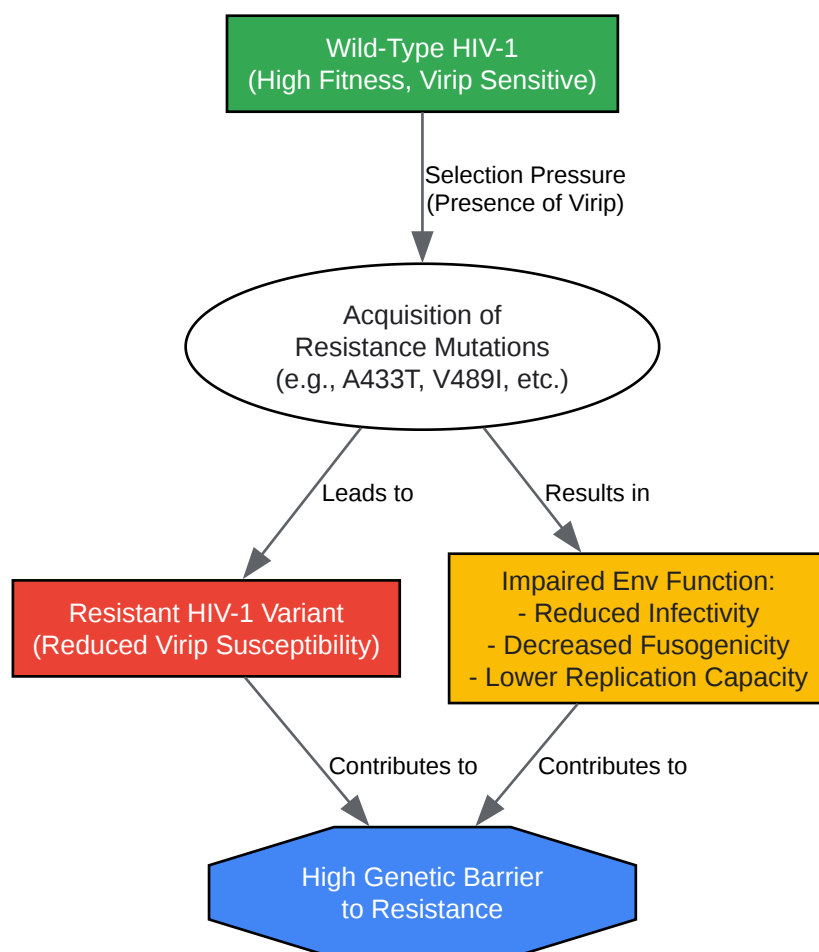 Wild-Type HIV-1
(High Fitness, Virip Sensitive)
Selection Pressure
(Presence of Virip)
Acquisition of
Resistance Mutations
(e.g., A433T, V489I, etc.)
Leads to
Results in
Resistant HIV-1 Variant
(Reduced Virip Susceptibility)
Impaired Env Function:
- Reduced Infectivity
- Decreased Fusogenicity
- Lower Replication Capacity
Contributes to
Contributes to
High Genetic Barrier
to Resistance